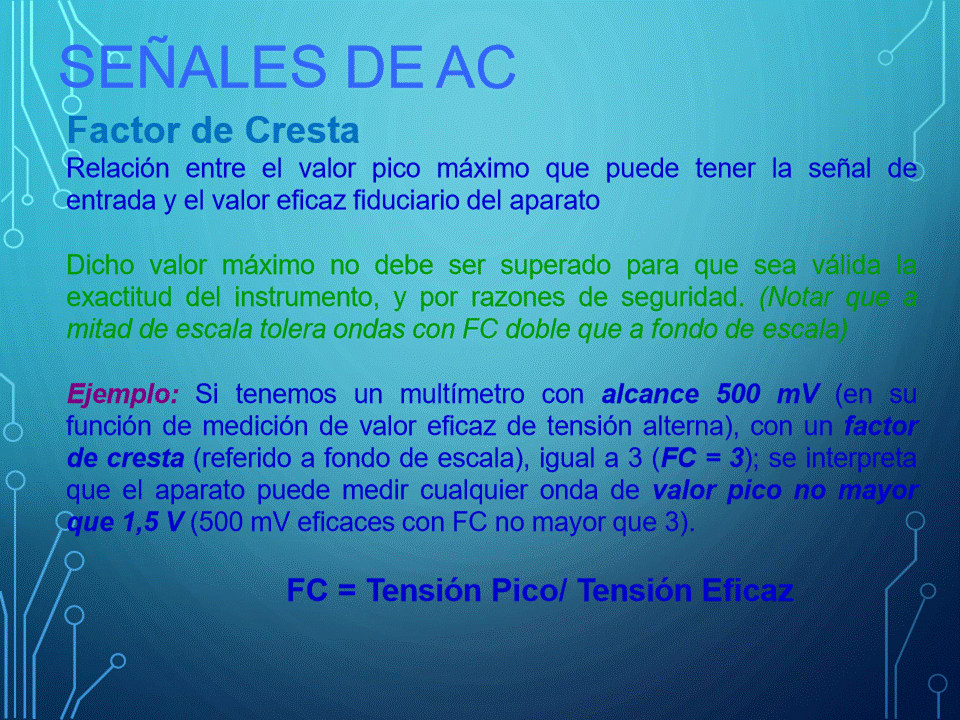 SEÑALES DE AC
Factor de Cresta
Relación entre el valor pico máximo que puede tener la señal de
entrada y el valor eficaz fiduciario del aparato
Dicho valor máximo no debe ser superado para que sea válida la
exactitud del instrumento, y por razones de seguridad. (Notar que a
mitad de escala tolera ondas con FC doble que a fondo de escala)
Ejemplo: Si tenemos un multímetro con alcance 500 mV (en su
función de medición de valor eficaz de tensión alterna), con un factor
de cresta (referido a fondo de escala), igual a 3 (FC = 3); se interpreta
que el aparato puede medir cualquier onda de valor pico no mayor
que 1,5 V (500 mV eficaces con FC no mayor que 3).
FC = Tensión Pico/ Tensión Eficaz